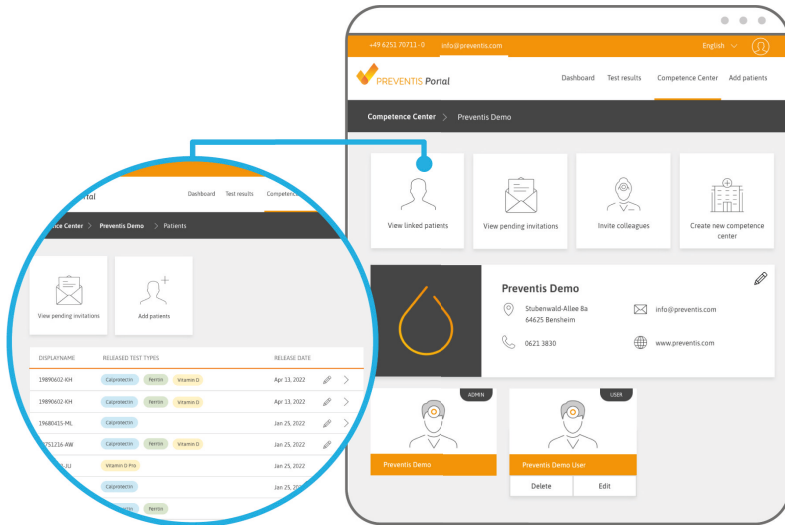 +49 6251 70711 - 0 info@preventis.com English
PREVENTIS Portal
Dashboard Test results Competence Center Add patients
Competence Center > Preventis Demo
View linked patients
View pending invitations
Invite colleagues
Create new competence
center
Preventis Demo
Stubenwald-Allee 8a
64625 Bensheim
info@preventis.com
0621 3830
www.preventis.com
ADMIN
Preventis Demo
USER
Preventis Demo User
Delete Edit
Dashboard Test results
Center > Preventis Demo > Patients
View pending invitations
Add patients
DISPLAYNAME RELEASED TEST TYPES RELEASE DATE
19890602-KH Calprotectin Ferritin Vitamin D Apr 13, 2022
19890602-KH Calprotectin Ferritin Vitamin D Apr 13, 2022
19680415-ML Calprotectin Jan 25, 2022
Calprotectin Ferritin Vitamin D Jan 25, 2022
Vitamin D Pro Jan 25, 2022
Calprotectin Jan 25,
Ferritin